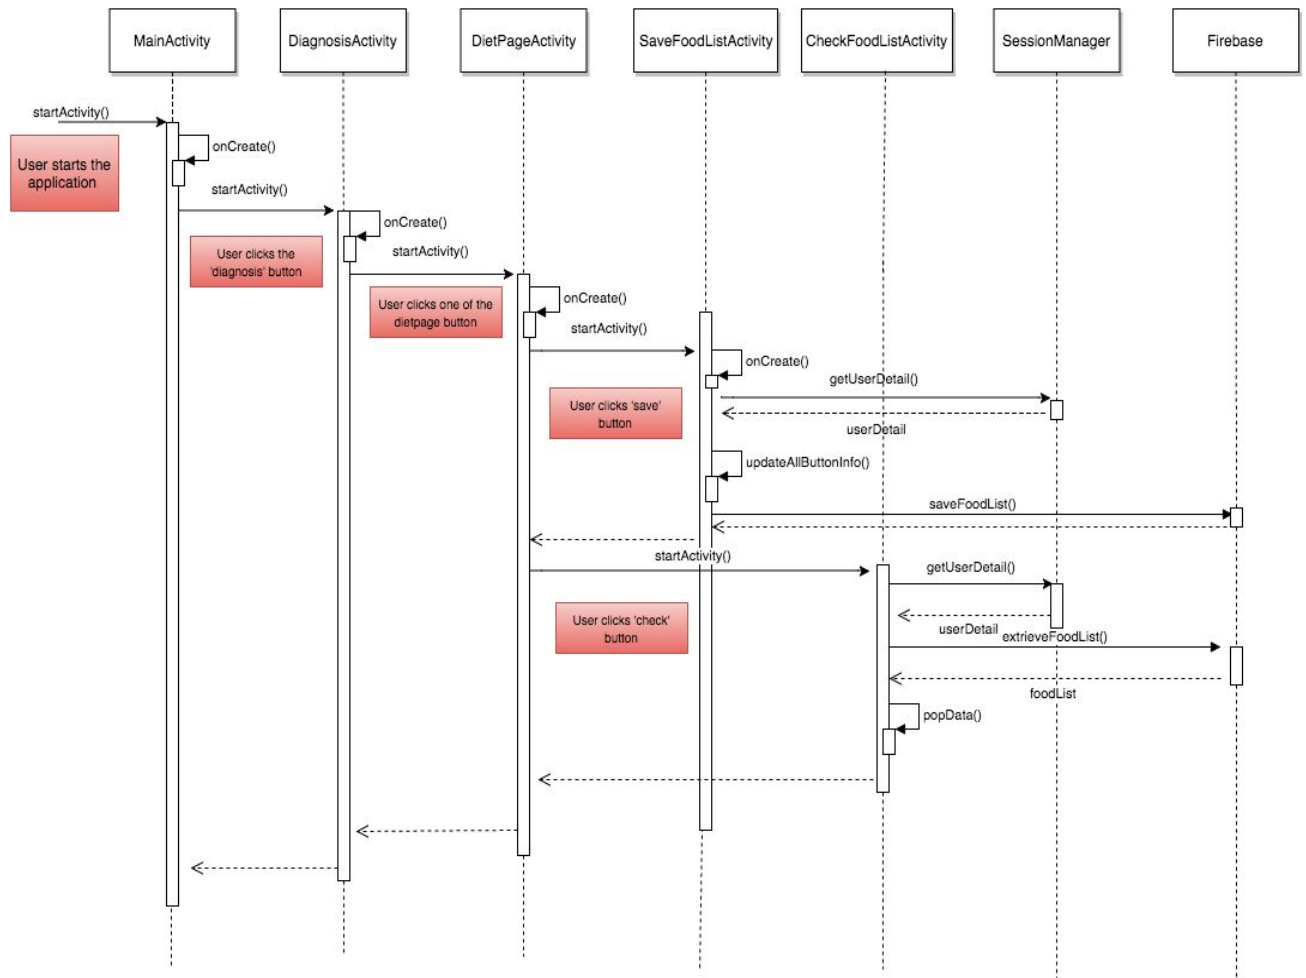 MainActivity
DiagnosisActivity
DietPageActivity
SaveFoodListActivity
CheckFoodListActivity
SessionManager
Firebase
startActivity()
onCreate()
User starts the
application
startActivity()
onCreate()
User clicks the
'diagnosis' button
startActivity()
onCreate()
User clicks one of the
dietpage button
startActivity()
onCreate()
getUserDetail()
User clicks 'save'
button
userDetail
updateAllButtonInfo()
saveFoodList()
startActivity()
getUserDetail()
User clicks 'check'
button
userDetail
extrieveFoodList()
foodList
popData()